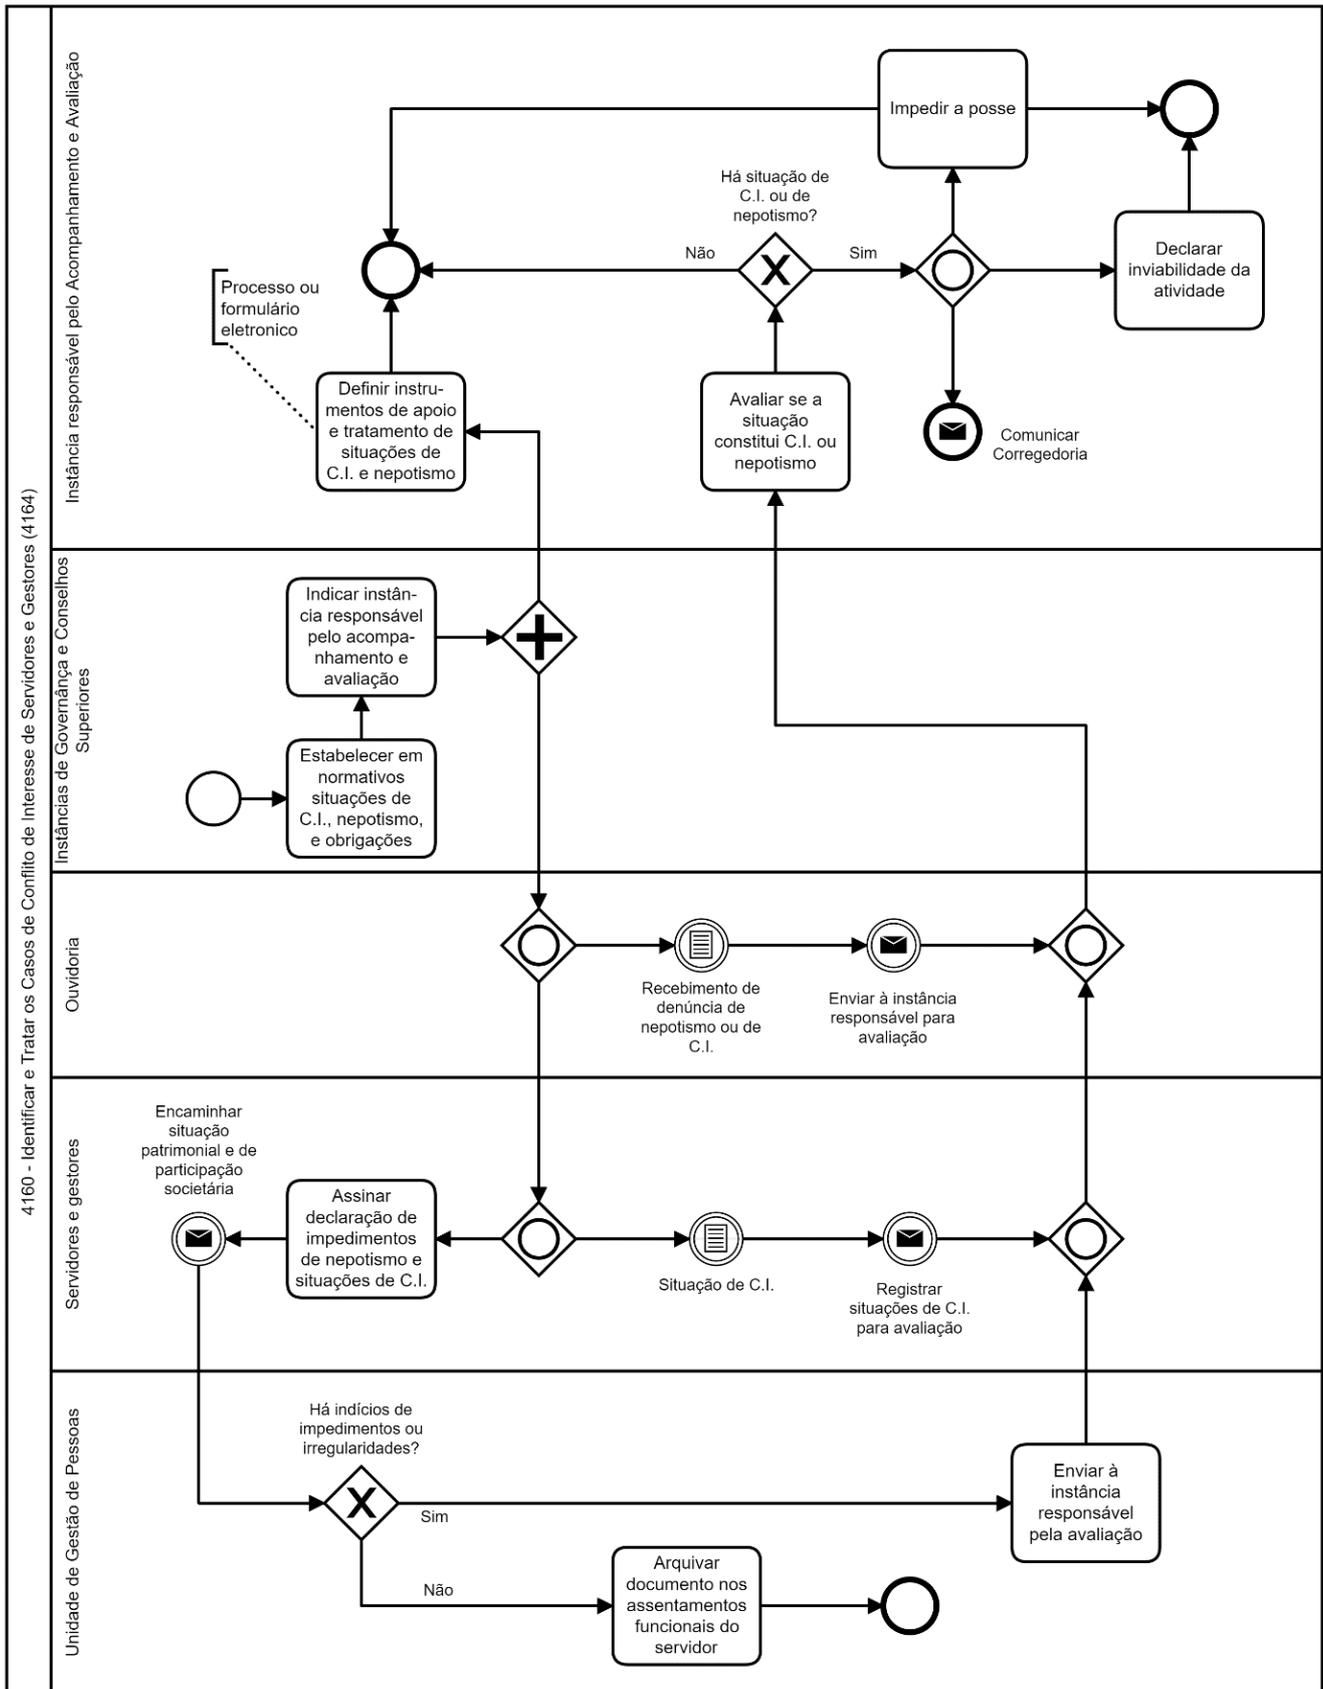 4160 - Identificar e Tratar os Casos de Conflito de Interesse de Servidores e Gestores (4164)
Instância responsável pelo Acompanhamento e Avaliação
Impedir a posse
Há situação de
C.I. ou de
nepotismo?
Não
Sim
Declarar
inviabilidade da
atividade
Processo ou
formulário
eletronico
Definir instru-
mentos de apoio
e tratamento de
situações de
C.I. e nepotismo
Avaliar se a
situação
constitui C.I. ou
nepotismo
Comunicar
Corregedoria
Instâncias de Governânça e Conselhos
Superiores
Indicar instân-
cia responsável
pelo acompa-
nhamento e
avaliação
Estabelecer em
normativos
situações de
C.I., nepotismo,
e obrigações
Ouvidoria
Recebimento de
denúncia de
nepotismo ou de
C.I.
Enviar à instância
responsável para
avaliação
Servidores e gestores
Encaminhar
situação
patrimonial e de
participação
societária
Assinar
declaração de
impedimentos
de nepotismo e
situações de C.I.
Situação de C.I.
Registrar
situações de C.I.
para avaliação
Unidade de Gestão de Pessoas
Há indícios de
impedimentos ou
irregularidades?
Sim
Enviar à
instância
responsável
pela avaliação
Não
Arquivar
documento nos
assentamentos
funcionais do
servidor